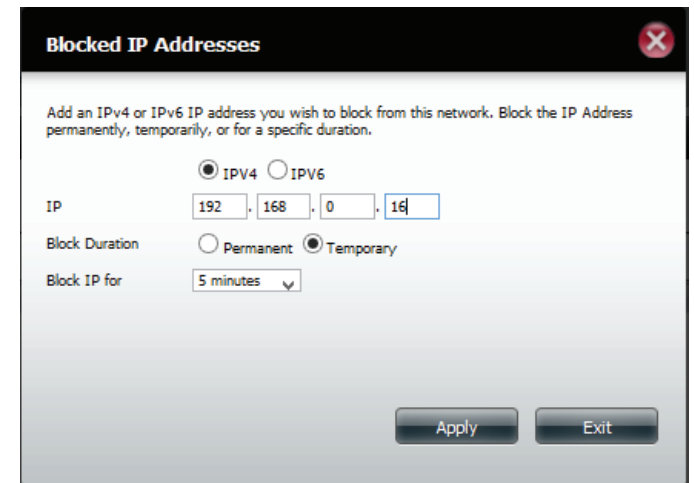 Blocked IP Addresses
Add an IPv4 or IPv6 IP address you wish to block from this network. Block the IP Address
permanently, temporarily, or for a specific duration.
IPV4 IPV6
IP 192 . 168 . 0 . 16
Block Duration Permanent Temporary
Block IP for 5 minutes
Apply Exit